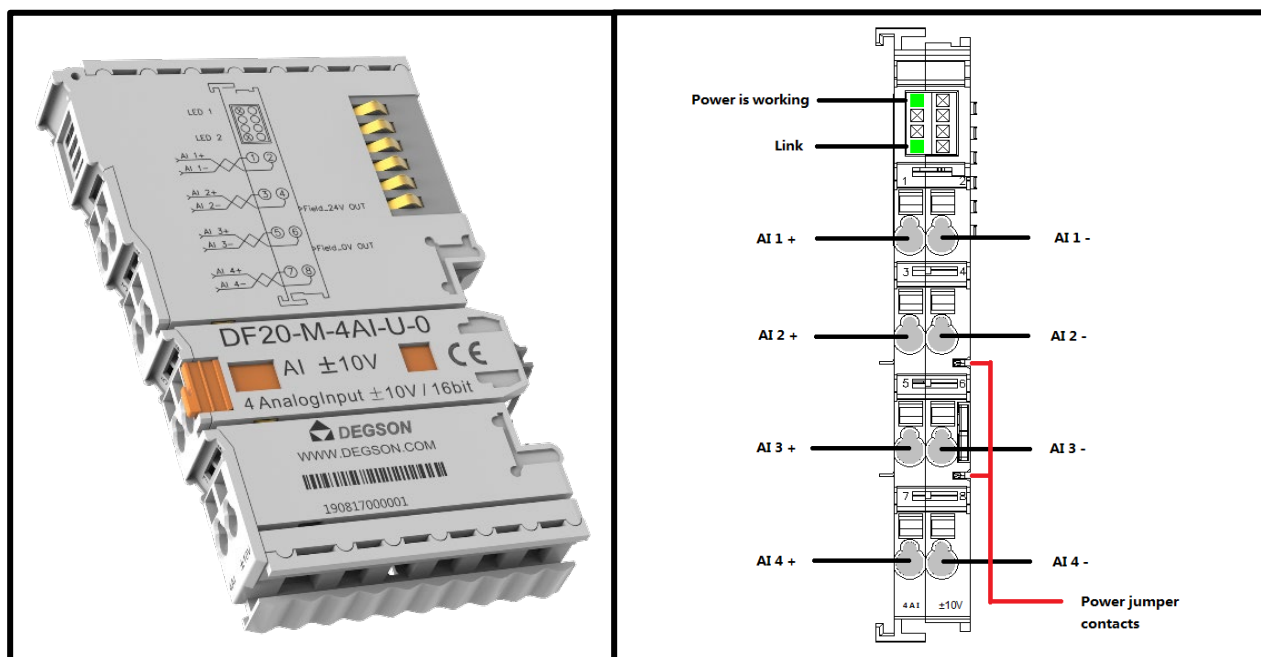 LED 1
LED 2
AI 1+
AI 1-
1 2
AI 2+
AI 2-
3 4
Field_24V OUT
AI 3+
AI 3-
5 6
Field_0V OUT
AI 4+
AI 4-
7 8
DF20-M-4AI-U-0
AI ±10V
CE
4 AnalogInput ±10V / 16bit
DEGSON
WWW.DEGSON.COM
190817000001
4AI ±10V
Power is working
Link
1 2
AI 1 + AI 1 -
3 4
AI 2 + AI 2 -
5 6
AI 3 + AI 3 -
7 8
AI 4 + AI 4 -
4 A I ±10V
Power jumper
contacts